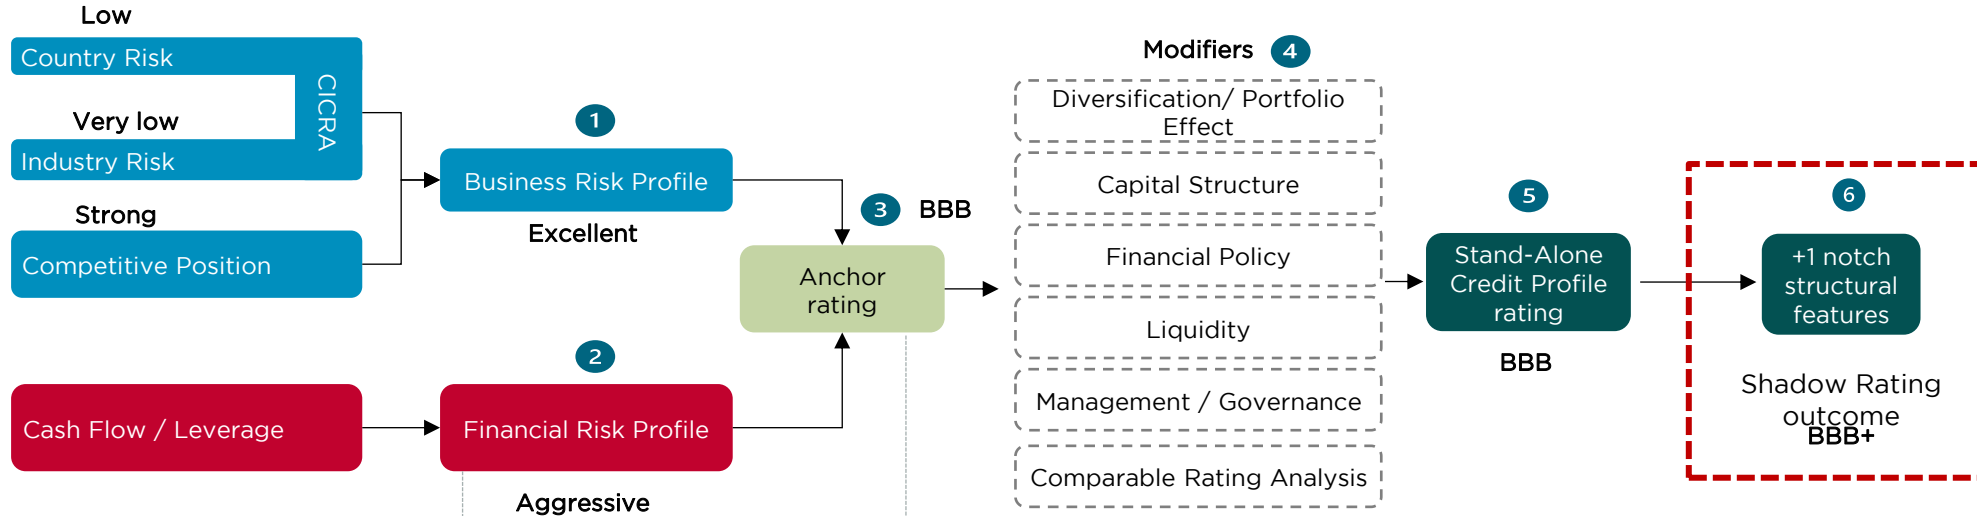 Low
Country Risk
CICRA
Very low
Industry Risk
Strong
Competitive Position
Cash Flow / Leverage
1
Business Risk Profile
Excellent
2
Financial Risk Profile
Aggressive
3
BBB
Anchor
rating
Modifiers
4
Diversification/ Portfolio
Effect
Capital Structure
Financial Policy
Liquidity
Management / Governance
Comparable Rating Analysis
5
Stand-Alone
Credit Profile
rating
BBB
6
+1 notch
structural
features
Shadow Rating
outcome
BBB+